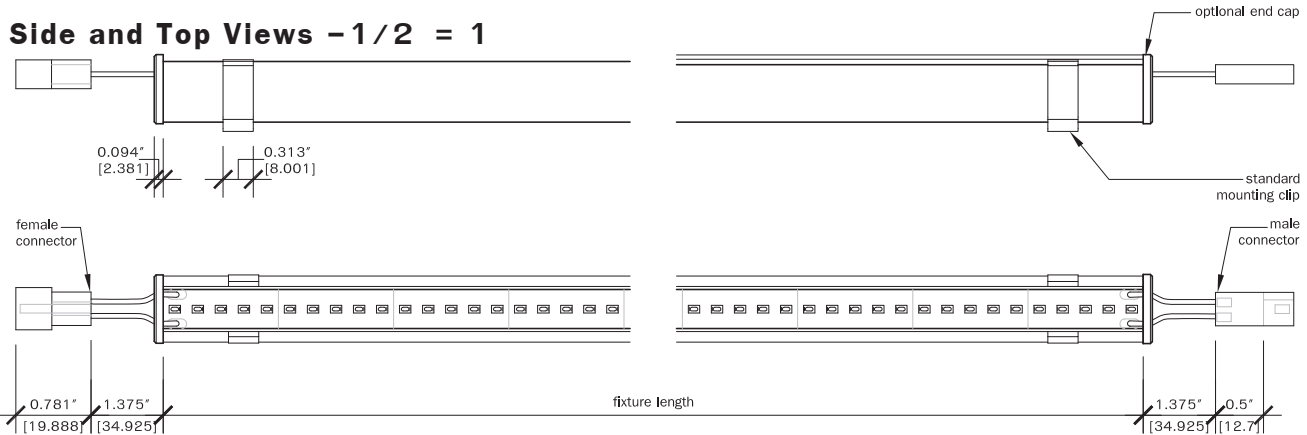 Side and Top Views – 1/2 = 1
optional end cap
0.094"
[2.381]
0.313"
[8.001]
standard
mounting clip
female
connector
male
connector
fixture length
0.781"
[19.888]
1.375"
[34.925]
1.375"
[34.925]
0.5"
[12.7]